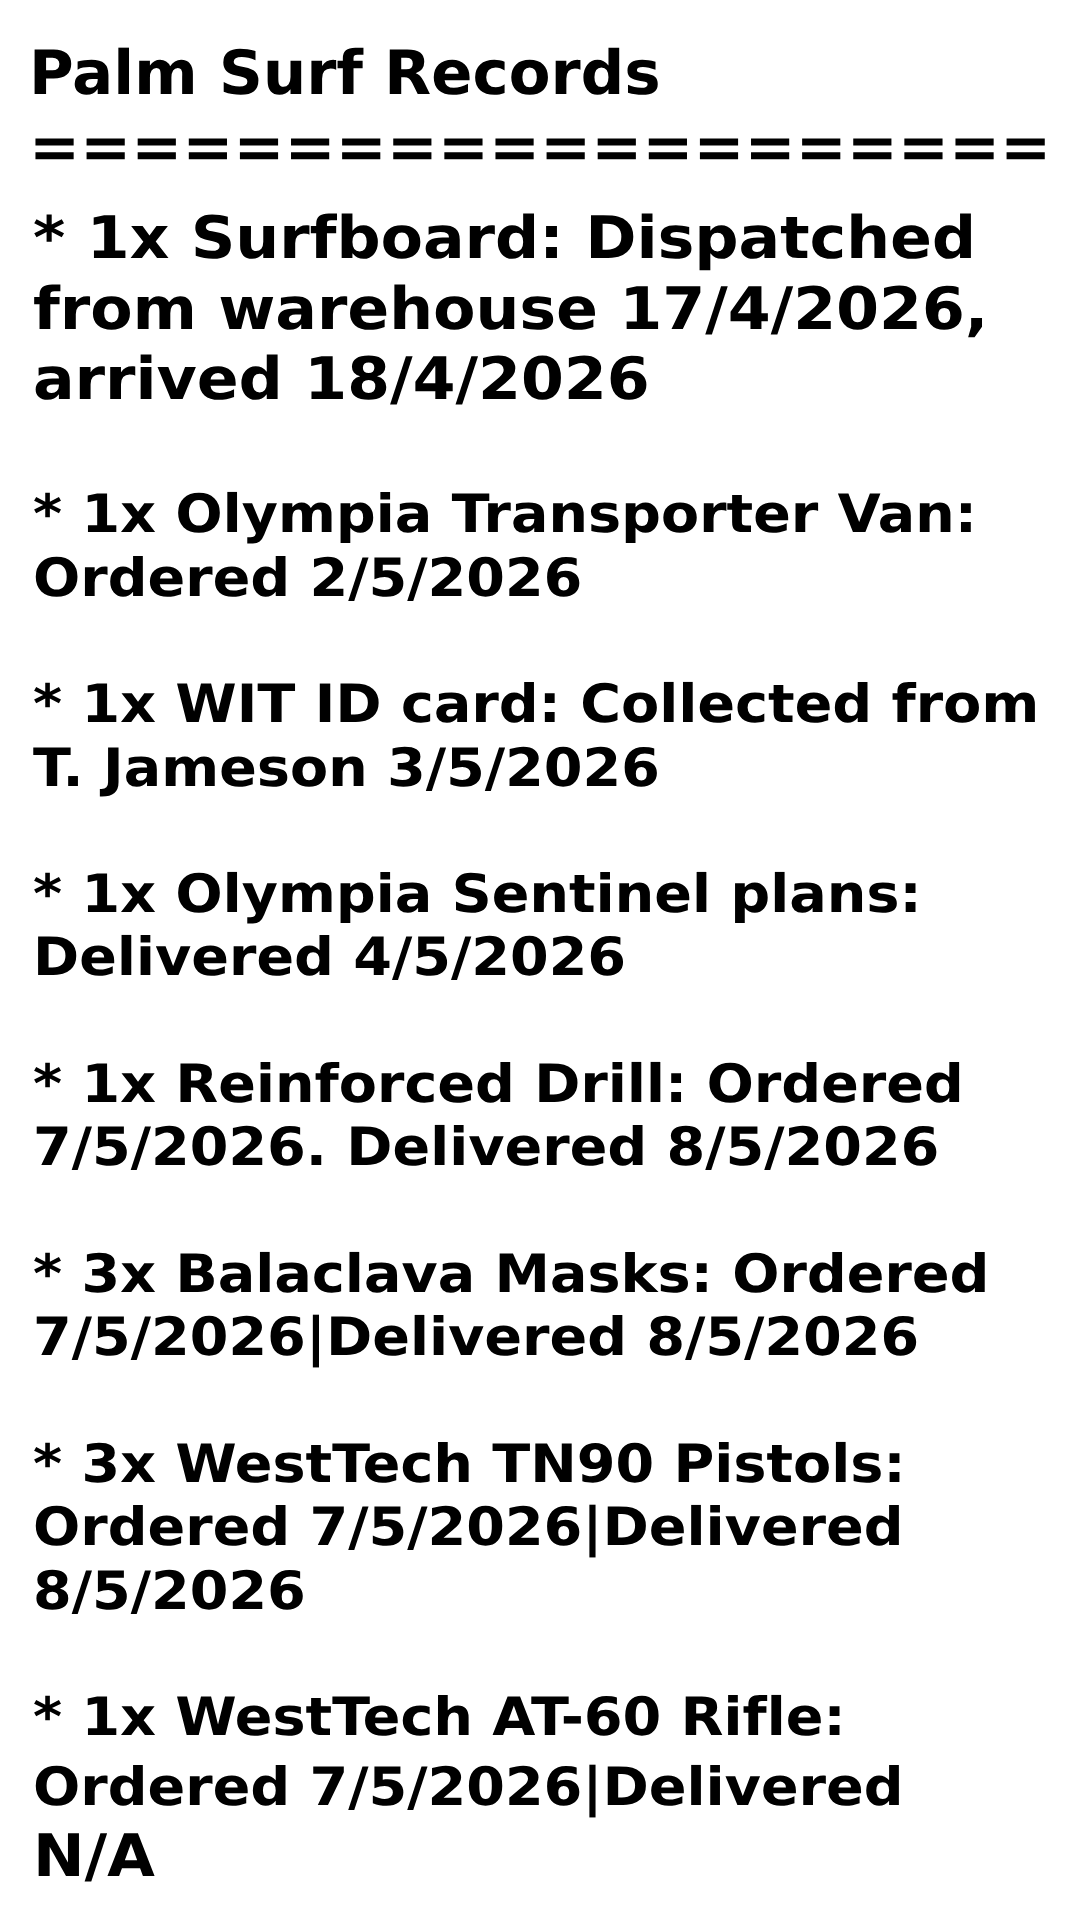 Palm Surf Records
====================
* 1x Surfboard: Dispatched
from warehouse 17/4/2026,
arrived 18/4/2026
* 1x Olympia Transporter Van:
Ordered 2/5/2026
* 1x WIT ID card: Collected from
T. Jameson 3/5/2026
* 1x Olympia Sentinel plans:
Delivered 4/5/2026
* 1x Reinforced Drill: Ordered
7/5/2026. Delivered 8/5/2026
* 3x Balaclava Masks: Ordered
7/5/2026|Delivered 8/5/2026
* 3x WestTech TN90 Pistols:
Ordered 7/5/2026|Delivered
8/5/2026
* 1x WestTech AT-60 Rifle:
Ordered 7/5/2026|Delivered
N/A